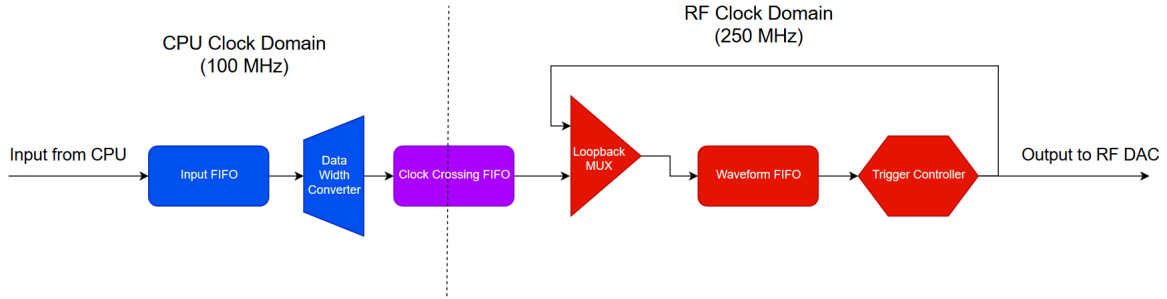 CPU Clock Domain
(100 MHz)
RF Clock Domain
(250 MHz)
Input from CPU
Input FIFO
Data
Width
Converter
Clock Crossing FIFO
Loopback
MUX
Waveform FIFO
Trigger Controller
Output to RF DAC